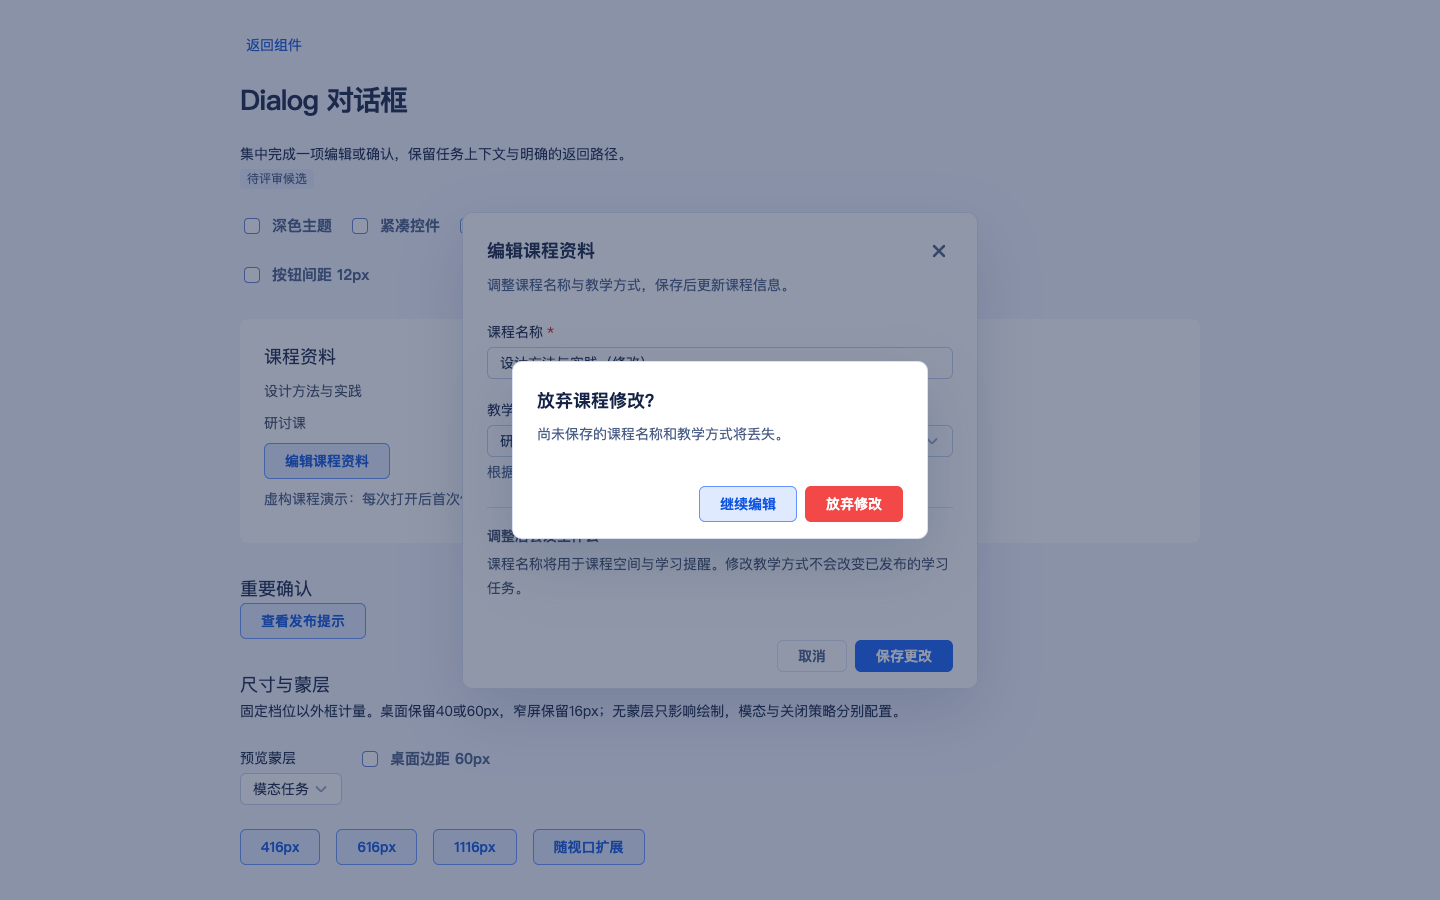 返回组件
Dialog 对话框
集中完成一项编辑或确认，保留任务上下文与明确的返回路径。
待评审候选
深色主题
紧凑控件
按钮间距 12px
课程资料
设计方法与实践
研讨课
编辑课程资料
虚构课程演示：每次打开后首次
编辑课程资料
调整课程名称与教学方式，保存后更新课程信息。
课程名称 *
设计方法与实践（修改）
教学
研
根据
放弃课程修改？
尚未保存的课程名称和教学方式将丢失。
继续编辑
放弃修改
课程名称将用于课程空间与学习提醒。修改教学方式不会改变已发布的学习
任务。
取消
保存更改
重要确认
查看发布提示
尺寸与蒙层
固定档位以外框计量。桌面保留40或60px，窄屏保留16px；无蒙层只影响绘制，模态与关闭策略分别配置。
预览蒙层
桌面边距 60px
模态任务
416px
616px
1116px
随视口扩展